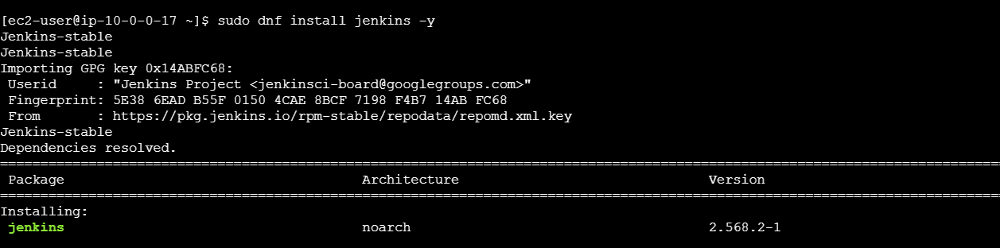 [ec2-user@ip-10-0-0-17 ~]$ sudo dnf install jenkins -y
Jenkins-stable
Jenkins-stable
Importing GPG key 0x14ABFC68:
 Userid     : "Jenkins Project <jenkinsci-board@googlegroups.com>"
 Fingerprint: 5E38 6EAD B55F 0150 4CAE 8BCF 7198 F4B7 14AB FC68
 From       : https://pkg.jenkins.io/rpm-stable/repodata/repomd.xml.key
Jenkins-stable
Dependencies resolved.
================================================================================
 Package                                     Architecture                               Version
================================================================================
Installing:
 jenkins                                     noarch                                     2.568.2-1